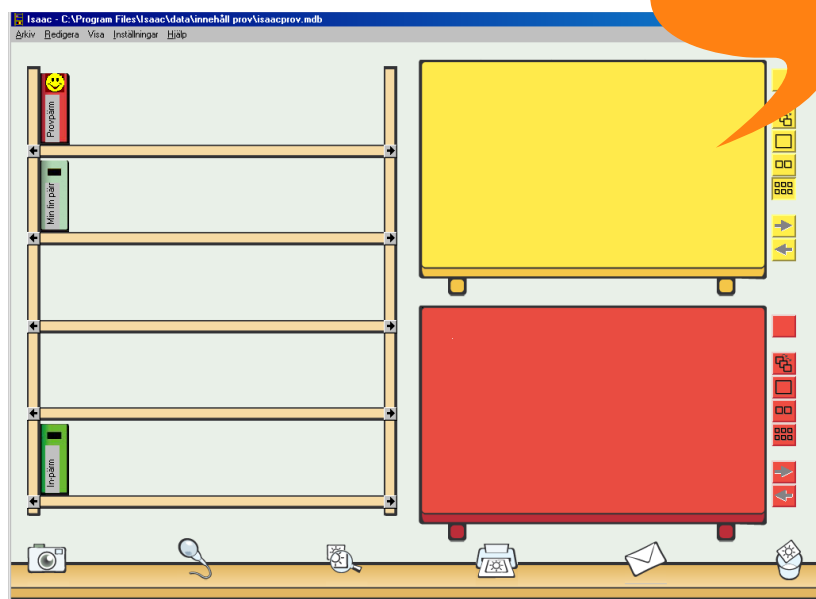 Isaac - C:\Program Files\Isaac\data\innehåll prov\isaacprov.mdb
Arkiv Redigera Visa Inställningar Hjälp
Provpärm
Min fin pärr
In-pärm